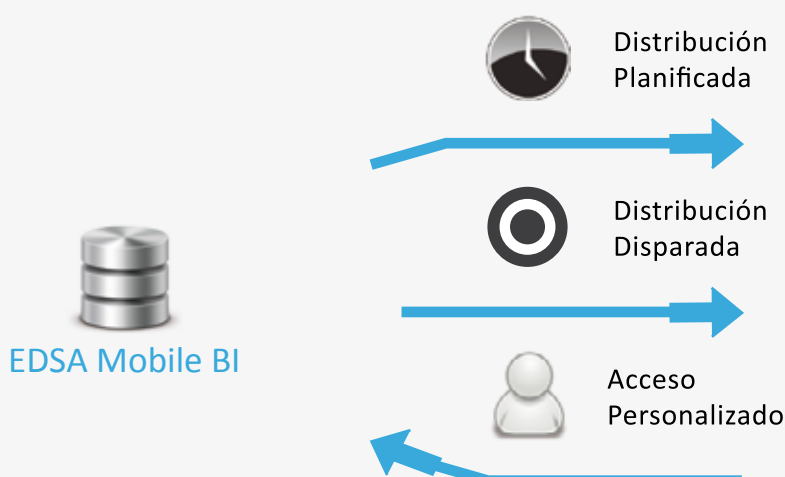 Distribución
Planificada
Distribución
Disparada
EDSA Mobile BI
Acceso
Personalizado